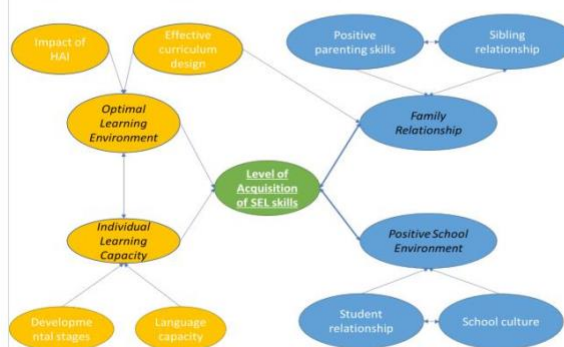 Impact of
HAI
Effective
curriculum
design
Positive
parenting skills
Sibling
relationship
Optimal
Learning
Environment
Family
Relationship
Level of
Acquisition
of SEL skills
Individual
Learning
Capacity
Positive School
Environment
Developme
ntal stages
Language
capacity
Student
relationship
School culture